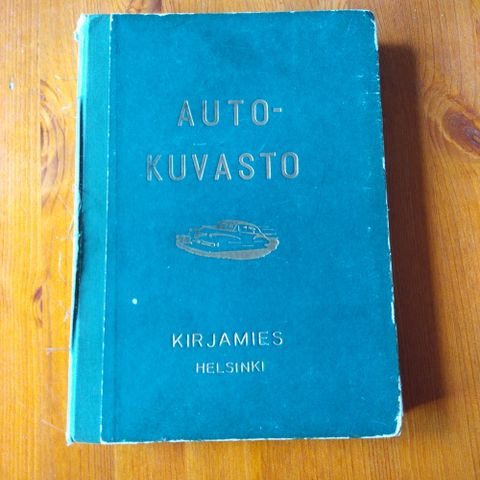 AUTO-
KUVASTO
KIRJAMIES
HELSINKI